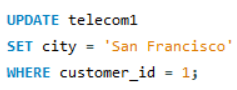 UPDATE telecom1
SET city = 'San Francisco'
WHERE customer_id = 1;